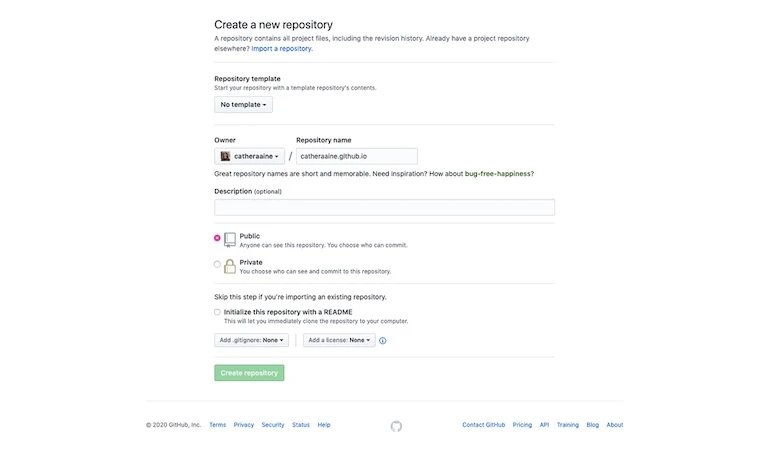 Create a new repository
A repository contains all project files, including the revision history. Already have a project repository
elsewhere? Import a repository.
Repository template
Start your repository with a template repository's contents.
No template
Owner Repository name
catheraaine / catheraaine.github.io
Great repository names are short and memorable. Need inspiration? How about bug-free-happiness?
Description (optional)
Public
Anyone can see this repository. You choose who can commit.
Private
You choose who can see and commit to this repository.
Skip this step if you're importing an existing repository.
Initialize this repository with a README
This will let you immediately clone the repository to your computer.
Add .gitignore: None Add a license: None
Create repository
© 2020 GitHub, Inc. Terms Privacy Security Status Help Contact GitHub Pricing API Training Blog About